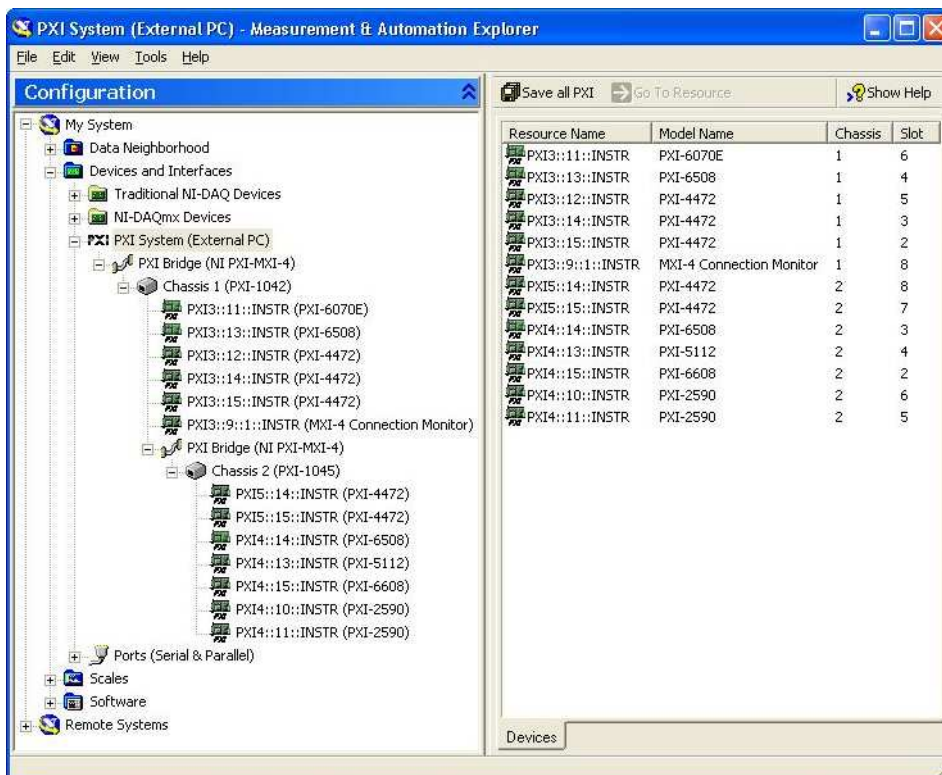 PXI System (External PC) - Measurement & Automation Explorer
File Edit View Tools Help
Configuration
My System
Data Neighborhood
Devices and Interfaces
Traditional NI-DAQ Devices
NI-DAQmx Devices
PXI PXI System (External PC)
PXI Bridge (NI PXI-MXI-4)
Chassis 1 (PXI-1042)
PXI3::11::INSTR (PXI-6070E)
PXI3::13::INSTR (PXI-6508)
PXI3::12::INSTR (PXI-4472)
PXI3::14::INSTR (PXI-4472)
PXI3::15::INSTR (PXI-4472)
PXI3::9::1::INSTR (MXI-4 Connection Monitor)
PXI Bridge (NI PXI-MXI-4)
Chassis 2 (PXI-1045)
PXI5::14::INSTR (PXI-4472)
PXI5::15::INSTR (PXI-4472)
PXI4::14::INSTR (PXI-6508)
PXI4::13::INSTR (PXI-5112)
PXI4::15::INSTR (PXI-6608)
PXI4::10::INSTR (PXI-2590)
PXI4::11::INSTR (PXI-2590)
Ports (Serial & Parallel)
Scales
Software
Remote Systems
Save all PXI Go To Resource Show Help
Resource Name Model Name Chassis Slot
PXI3::11::INSTR PXI-6070E 1 6
PXI3::13::INSTR PXI-6508 1 4
PXI3::12::INSTR PXI-4472 1 5
PXI3::14::INSTR PXI-4472 1 3
PXI3::15::INSTR PXI-4472 1 2
PXI3::9::1::INSTR MXI-4 Connection Monitor 1 8
PXI5::14::INSTR PXI-4472 2 8
PXI5::15::INSTR PXI-4472 2 7
PXI4::14::INSTR PXI-6508 2 3
PXI4::13::INSTR PXI-5112 2 4
PXI4::15::INSTR PXI-6608 2 2
PXI4::10::INSTR PXI-2590 2 6
PXI4::11::INSTR PXI-2590 2 5
Devices